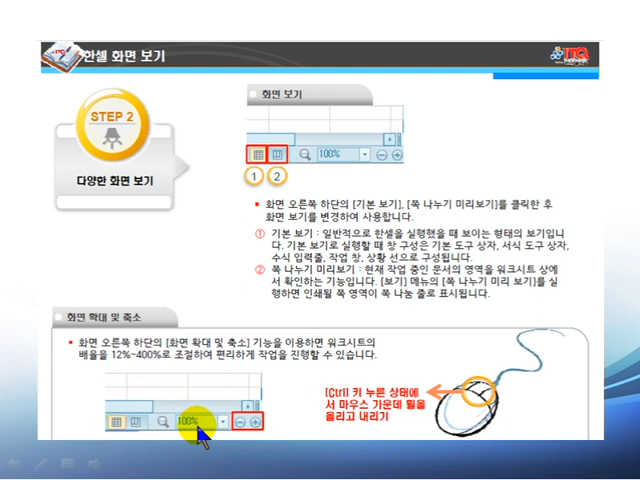 한셀 화면 보기
ITQ
STEP 2
다양한 화면 보기
화면 보기
100%
1 2
▪ 화면 오른쪽 하단의 [기본 보기], [쪽 나누기 미리보기]를 클릭한 후
화면 보기를 변경하여 사용합니다.
① 기본 보기 : 일반적으로 한셀을 실행했을 때 보이는 형태의 보기입니
다. 기본 보기로 실행할 때 창 구성은 기본 도구 상자, 서식 도구 상자,
수식 입력줄, 작업 창, 상황 선으로 구성됩니다.
② 쪽 나누기 미리보기 : 현재 작업 중인 문서의 영역을 워크시트 상에
서 확인하는 기능입니다. [보기] 메뉴의 [쪽 나누기 미리 보기]를 실
행하면 인쇄될 쪽 영역이 쪽 나눔 줄로 표시됩니다.
화면 확대 및 축소
▪ 화면 오른쪽 하단의 [화면 확대 및 축소] 기능을 이용하면 워크시트의
배율을 12%~400%로 조절하여 편리하게 작업을 진행할 수 있습니다.
100%
[Ctrl] 키 누른 상태에
서 마우스 가운데 휠을
올리고 내리기